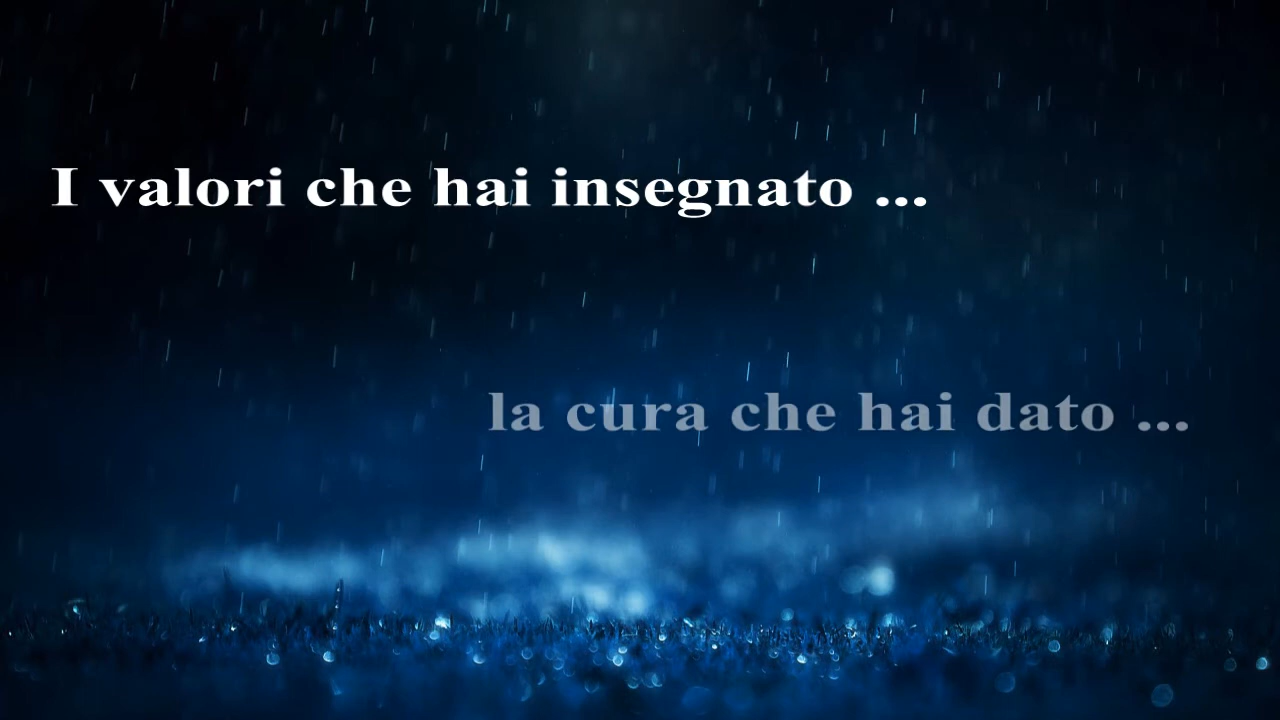 I valori che hai insegnato ...
la cura che hai dato ...